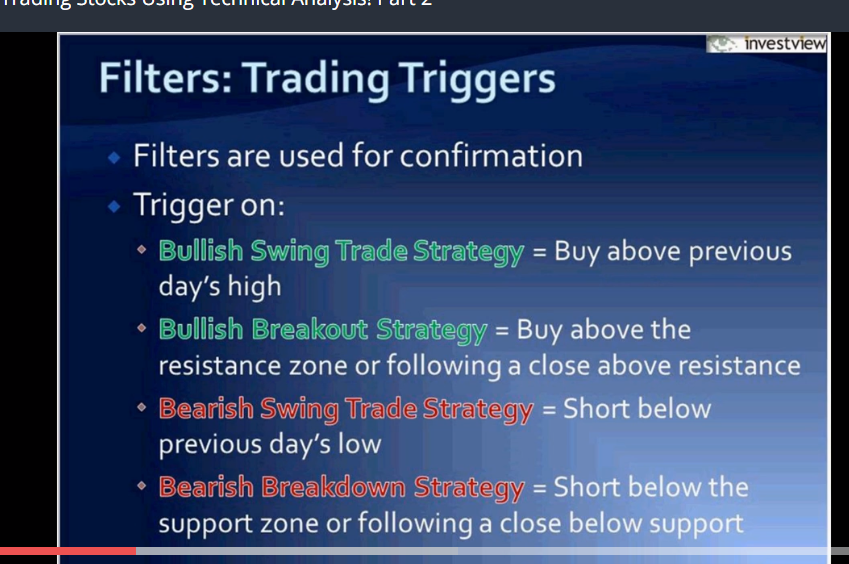 Trading Stocks Using Technical Analysis! Part 2
investview
Filters: Trading Triggers
Filters are used for confirmation
Trigger on:
Bullish Swing Trade Strategy = Buy above previous
day's high
Bullish Breakout Strategy = Buy above the
resistance zone or following a close above resistance
Bearish Swing Trade Strategy = Short below
previous day's low
Bearish Breakdown Strategy = Short below the
support zone or following a close below support